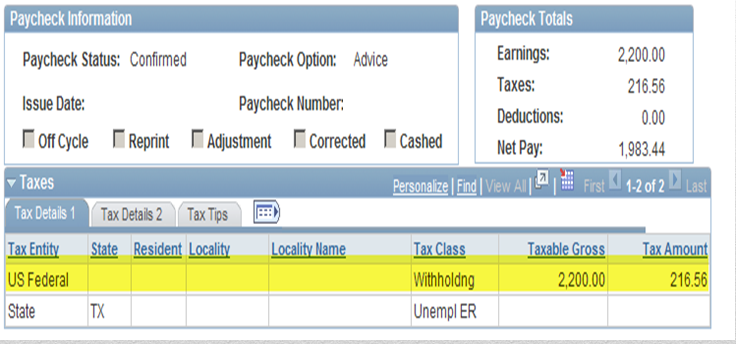 Paycheck Information
Paycheck Status: Confirmed Paycheck Option: Advice
Issue Date: Paycheck Number:
Off Cycle Reprint Adjustment Corrected Cashed
Paycheck Totals
Earnings: 2,200.00
Taxes: 216.56
Deductions: 0.00
Net Pay: 1,983.44
Taxes Personalize | Find | View All | | First 1-2 of 2 Last
Tax Details 1 Tax Details 2 Tax Tips
Tax Entity State Resident Locality Locality Name Tax Class Taxable Gross Tax Amount
US Federal Withholdng 2,200.00 216.56
State TX Unempl ER